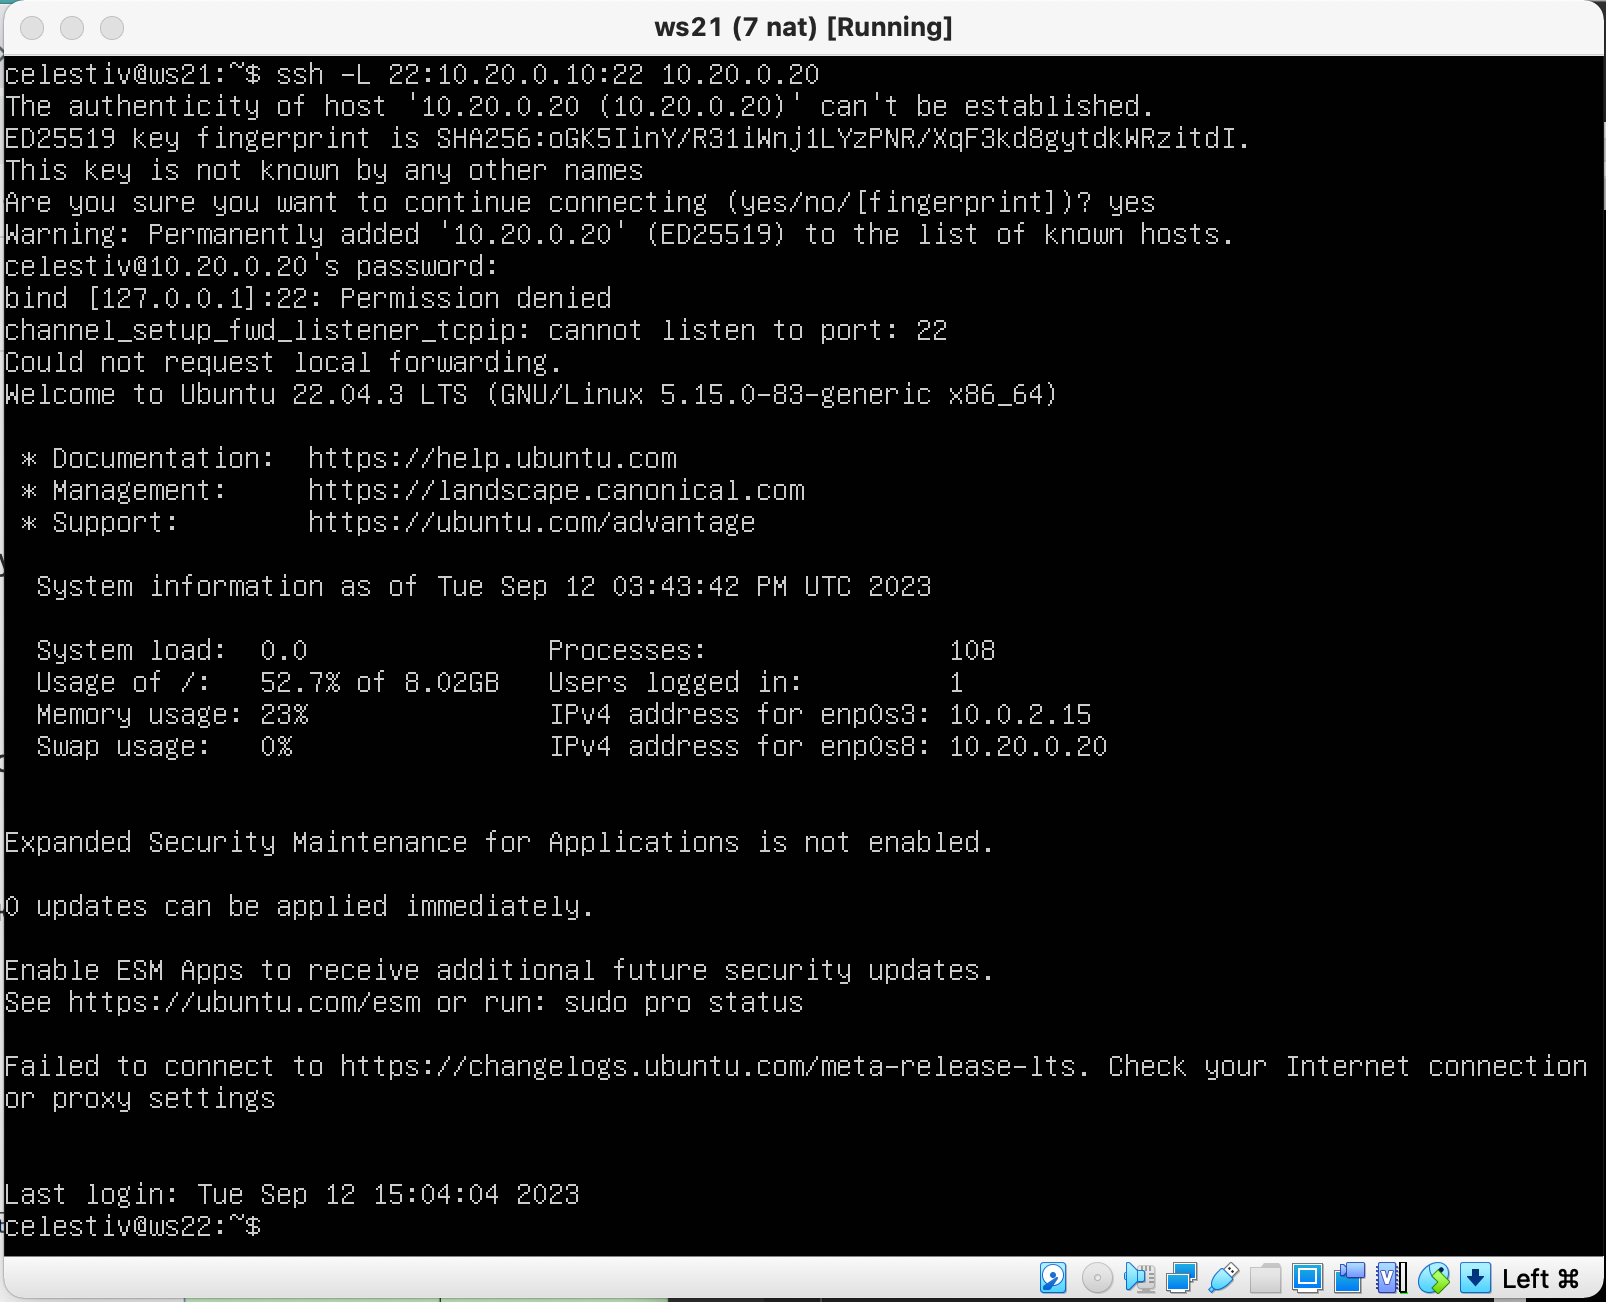 ws21 (7 nat) [Running]
celestiv@ws21:~$ ssh -L 22:10.20.0.10:22 10.20.0.20
The authenticity of host '10.20.0.20 (10.20.0.20)' can't be established.
ED25519 key fingerprint is SHA256:oGK5IinY/R31iWnj1LYzPNR/XqF3kd8gytdkWRzitdI.
This key is not known by any other names
Are you sure you want to continue connecting (yes/no/[fingerprint])? yes
Warning: Permanently added '10.20.0.20' (ED25519) to the list of known hosts.
celestiv@10.20.0.20's password:
bind [127.0.0.1]:22: Permission denied
channel_setup_fwd_listener_tcpip: cannot listen to port: 22
Could not request local forwarding.
Welcome to Ubuntu 22.04.3 LTS (GNU/Linux 5.15.0-83-generic x86_64)
* Documentation:  https://help.ubuntu.com
* Management:     https://landscape.canonical.com
* Support:        https://ubuntu.com/advantage
System information as of Tue Sep 12 03:43:42 PM UTC 2023
System load:  0.0               Processes:               108
Usage of /:   52.7% of 8.02GB   Users logged in:         1
Memory usage: 23%               IPv4 address for enp0s3: 10.0.2.15
Swap usage:   0%                IPv4 address for enp0s8: 10.20.0.20
Expanded Security Maintenance for Applications is not enabled.
0 updates can be applied immediately.
Enable ESM Apps to receive additional future security updates.
See https://ubuntu.com/esm or run: sudo pro status
Failed to connect to https://changelogs.ubuntu.com/meta-release-lts. Check your Internet connection
or proxy settings
Last login: Tue Sep 12 15:04:04 2023
celestiv@ws22:~$
Left ⌘